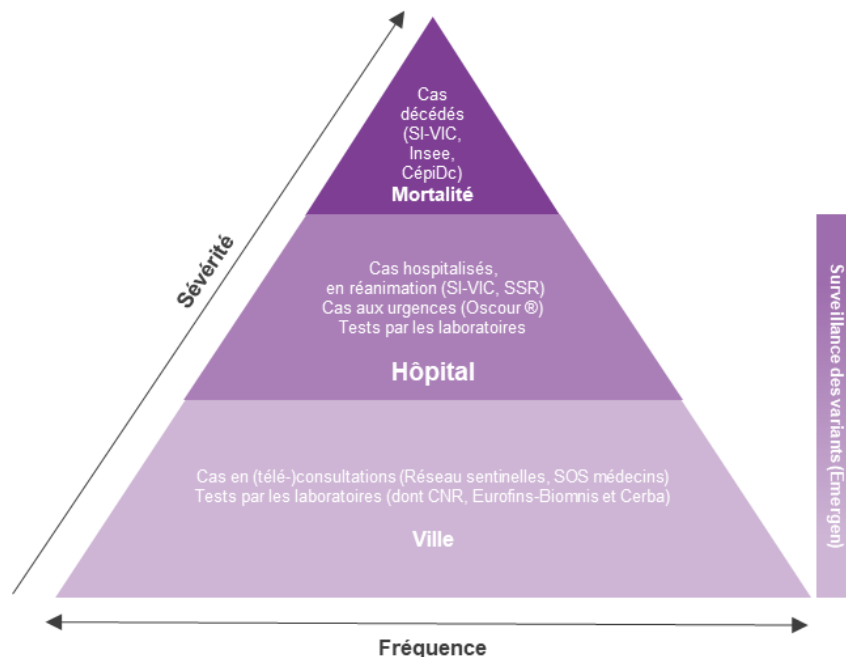 Cas
décédés
(SI-VIC,
Insee,
CépiDc)
Mortalité
Sévérité
Cas hospitalisés,
en réanimation (SI-VIC, SSR)
Cas aux urgences (Oscour ®)
Tests par les laboratoires
Hôpital
Surveillance des variants (Emergen)
Cas en (télé-)consultations (Réseau sentinelles, SOS médecins)
Tests par les laboratoires (dont CNR, Eurofins-Biomnis et Cerba)
Ville
Fréquence